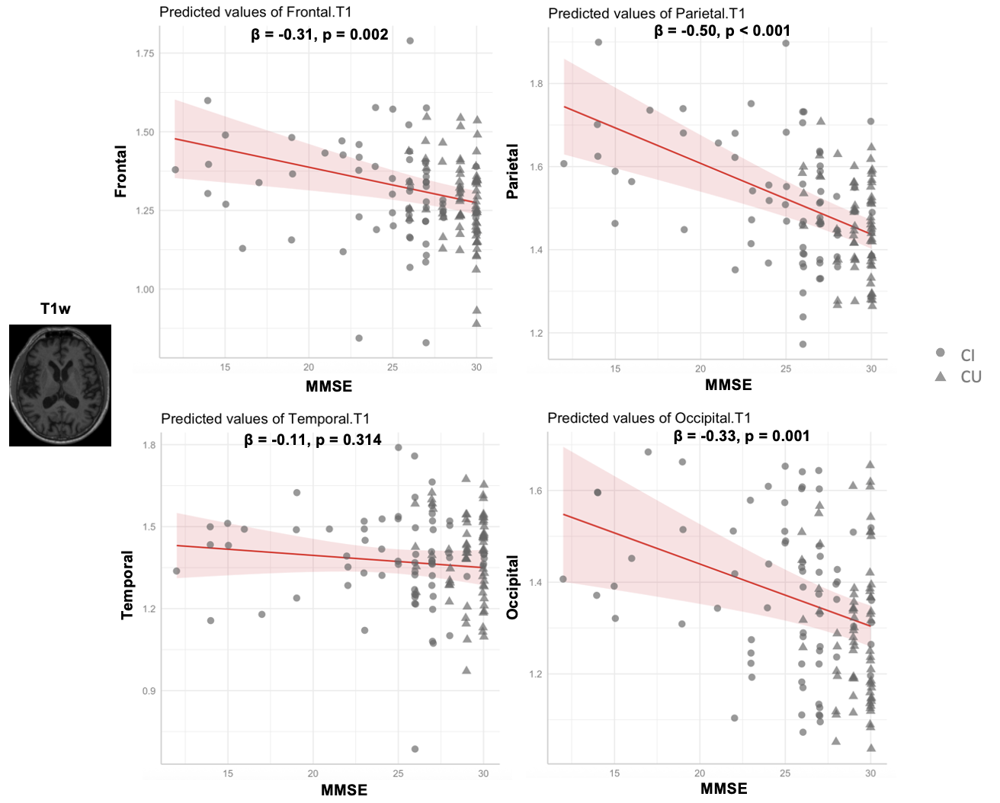 Predicted values of Frontal.T1
β = -0.31, p = 0.002
1.75
1.50
1.25
1.00
Frontal
15
20
25
30
MMSE
Predicted values of Parietal.T1
β = -0.50, p < 0.001
1.8
1.6
1.4
1.2
Parietal
15
20
25
30
MMSE
T1w
CI
CU
Predicted values of Temporal.T1
β = -0.11, p = 0.314
1.8
1.5
1.2
0.9
Temporal
15
20
25
30
MMSE
Predicted values of Occipital.T1
β = -0.33, p = 0.001
1.6
1.4
1.2
Occipital
15
20
25
30
MMSE